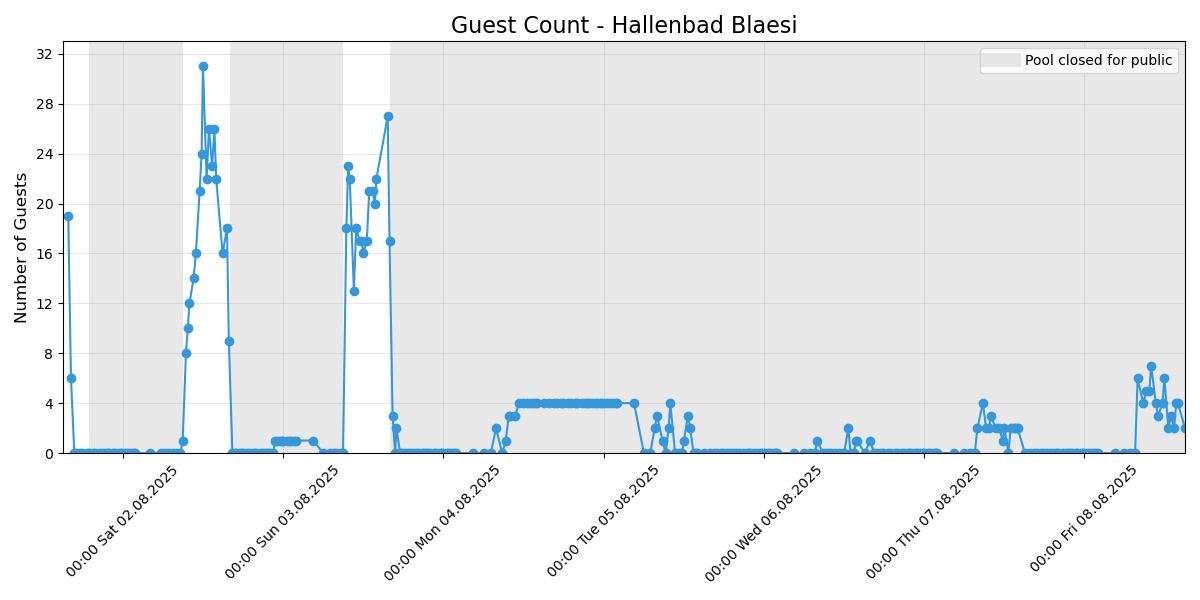 Guest Count - Hallenbad Blaesi
Pool closed for public
Number of Guests
32
28
24
20
16
12
8
4
0
00:00 Sat 02.08.2025
00:00 Sun 03.08.2025
00:00 Mon 04.08.2025
00:00 Tue 05.08.2025
00:00 Wed 06.08.2025
00:00 Thu 07.08.2025
00:00 Fri 08.08.2025